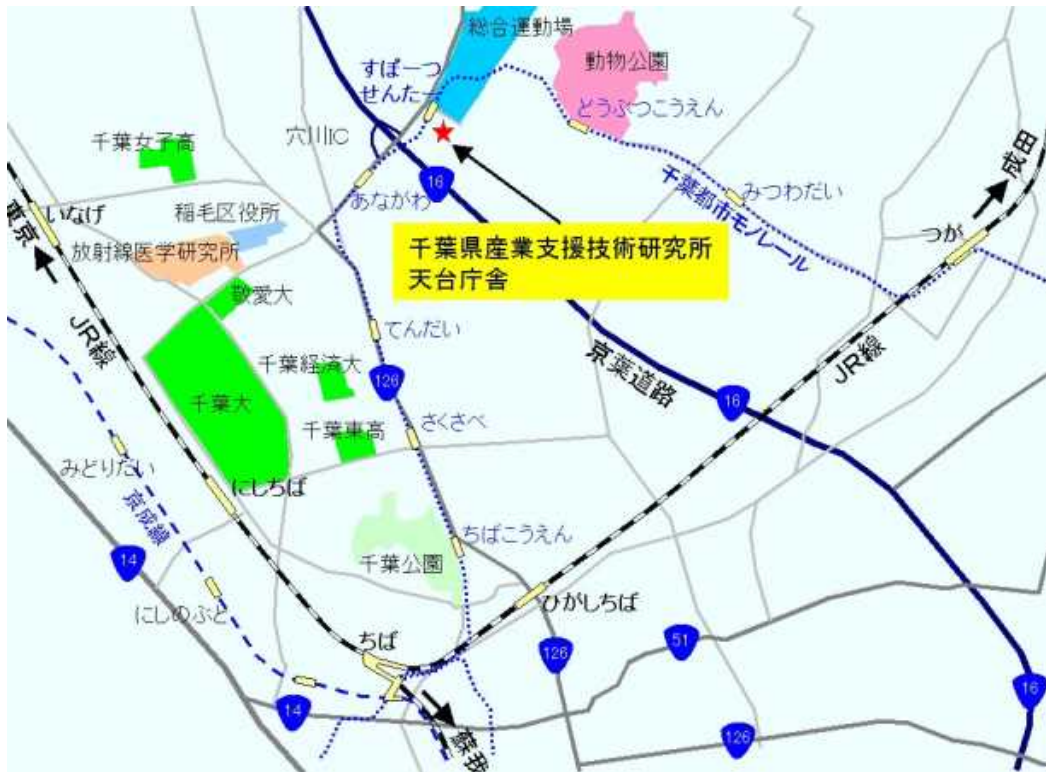 総合運動場
すぽーつ
せんたー
動物公園
どうぶつこうえん
千葉女子高
穴川IC
16
あながわ
成田
みつわだい
千葉都市モノレール
つが
いなげ
稲毛区役所
東京
放射線医学研究所
千葉県産業支援技術研究所
天台庁舎
敬愛大
JR線
てんだい
千葉経済大
126
京葉道路
JR線
16
千葉大
千葉東高
さくさべ
みどりだい
にしちば
京成線
14
ちばこうえん
千葉公園
にしのぶと
ひがしちば
ちば
126
51
16
14
126
蘇我